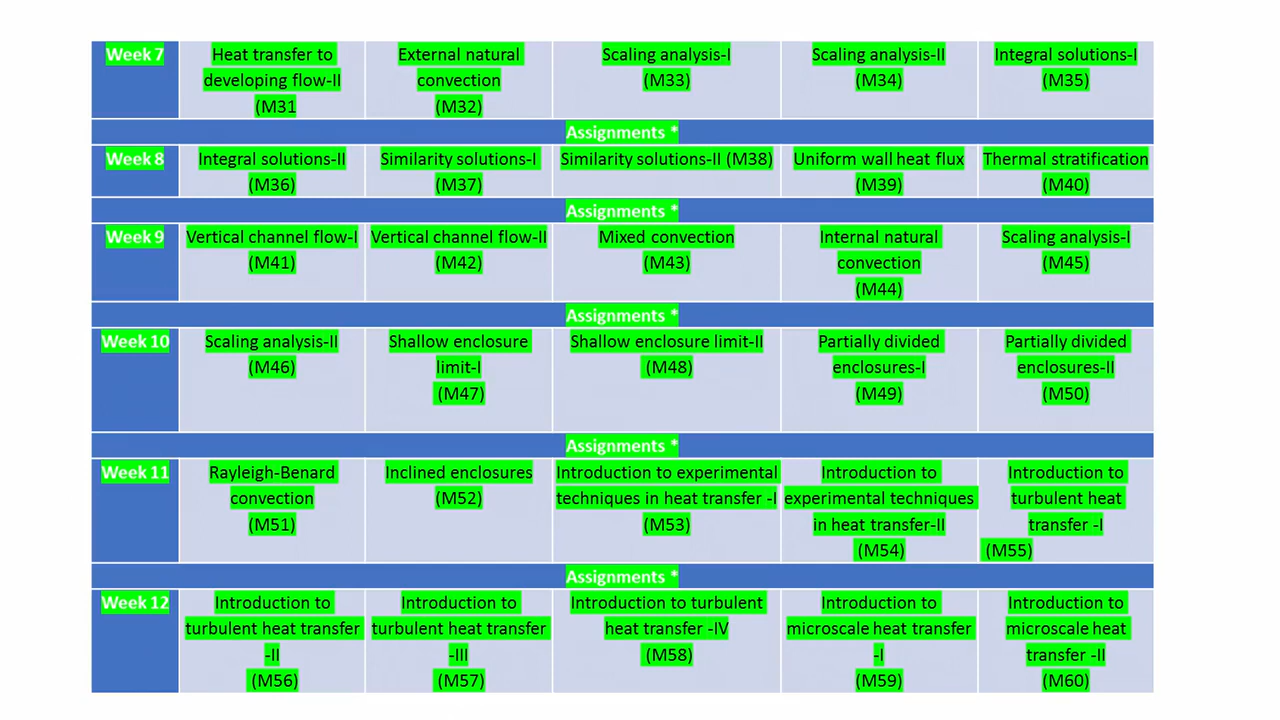 Week 7
Heat transfer to
developing flow-II
(M31
External natural
convection
(M32)
Scaling analysis-I
(M33)
Scaling analysis-II
(M34)
Integral solutions-I
(M35)
Assignments *
Week 8
Integral solutions-II
(M36)
Similarity solutions-I
(M37)
Similarity solutions-II (M38)
Uniform wall heat flux
(M39)
Thermal stratification
(M40)
Assignments *
Week 9
Vertical channel flow-I
(M41)
Vertical channel flow-II
(M42)
Mixed convection
(M43)
Internal natural
convection
(M44)
Scaling analysis-I
(M45)
Assignments *
Week 10
Scaling analysis-II
(M46)
Shallow enclosure
limit-I
(M47)
Shallow enclosure limit-II
(M48)
Partially divided
enclosures-I
(M49)
Partially divided
enclosures-II
(M50)
Assignments *
Week 11
Rayleigh-Benard
convection
(M51)
Inclined enclosures
(M52)
Introduction to experimental
techniques in heat transfer -I
(M53)
Introduction to
experimental techniques
in heat transfer-II
(M54)
Introduction to
turbulent heat
transfer -I
(M55)
Assignments *
Week 12
Introduction to
turbulent heat transfer
-II
(M56)
Introduction to
turbulent heat transfer
-III
(M57)
Introduction to turbulent
heat transfer -IV
(M58)
Introduction to
microscale heat transfer
-I
(M59)
Introduction to
microscale heat
transfer -II
(M60)